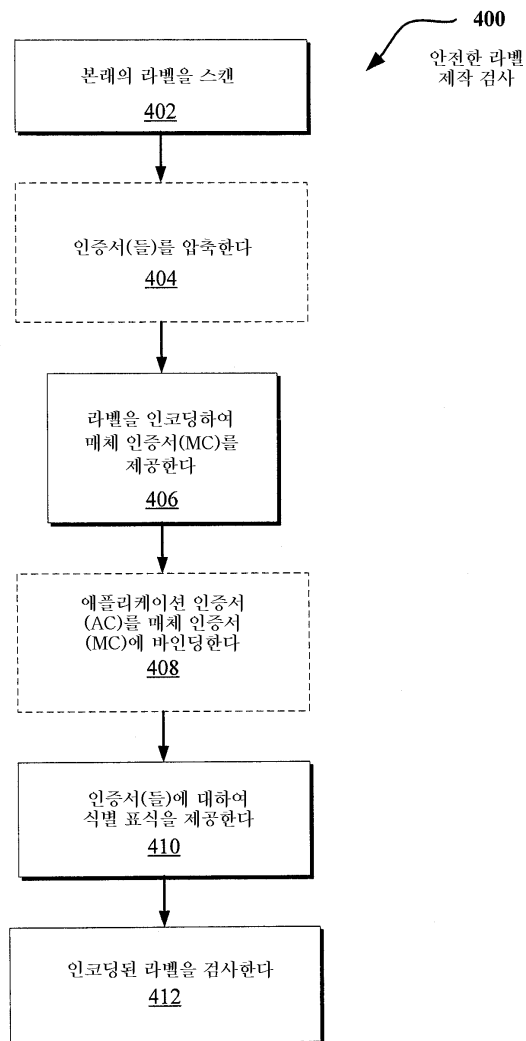 400
안전한 라벨
제작 검사
본래의 라벨을 스캔
402
인증서(들)를 압축한다
404
라벨을 인코딩하여
매체 인증서(MC)를
제공한다
406
애플리케이션 인증서
(AC)를 매체 인증서
(MC)에 바인딩한다
408
인증서(들)에 대하여
식별 표식을 제공한다
410
인코딩된 라벨을 검사한다
412